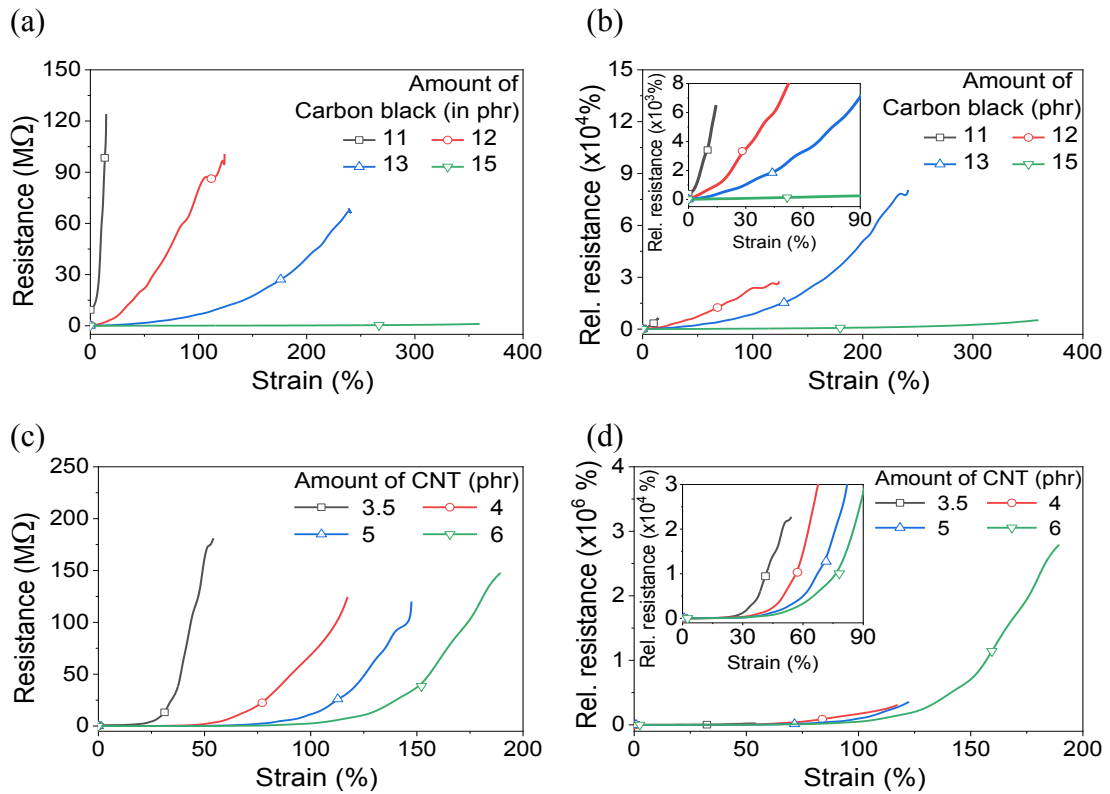 (a)
150
120
90
60
30
0
Resistance (MΩ)
0 100 200 300 400
Strain (%)
Amount of
Carbon black (in phr)
11 12
13 15
(b)
15
12
9
6
3
0
Rel. resistance (x10⁴%)
0 100 200 300 400
Strain (%)
Amount of
Carbon black (phr)
11 12
13 15
8
6
4
2
0
Rel. resistance (x10³%)
0 30 60 90
Strain (%)
(c)
250
200
150
100
50
0
Resistance (MΩ)
0 50 100 150 200
Strain (%)
Amount of CNT (phr)
3.5 4
5 6
(d)
4
3
2
1
0
Rel. resistance (x10⁶ %)
0 50 100 150 200
Strain (%)
Amount of CNT (phr)
3.5 4
5 6
3
2
1
0
Rel. resistance (x10⁴ %)
0 30 60 90
Strain (%)